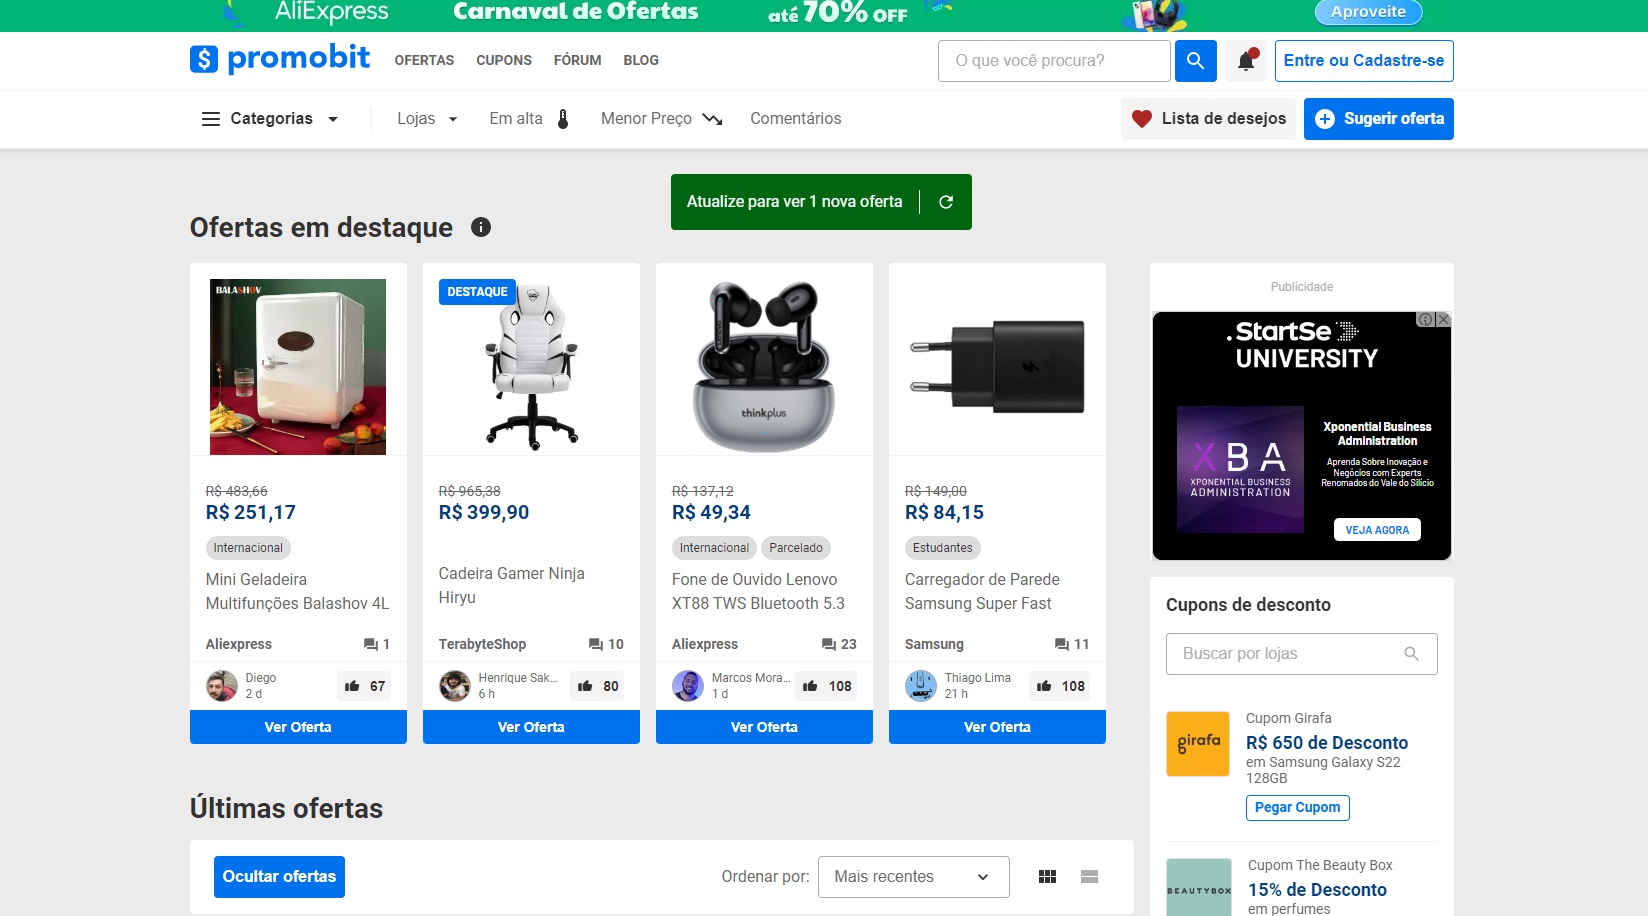 AliExpress
Carnaval de Ofertas
até 70% OFF
Aproveite
$ promobit
OFERTAS
CUPONS
FÓRUM
BLOG
O que você procura?
Entre ou Cadastre-se
Categorias
Lojas
Em alta
Menor Preço
Comentários
Lista de desejos
Sugerir oferta
Atualize para ver 1 nova oferta
Ofertas em destaque
BALASHOV
R$ 483,66
R$ 251,17
Internacional
Mini Geladeira
Multifunções Balashov 4L
Aliexpress
1
Diego
2 d
67
Ver Oferta
DESTAQUE
R$ 965,38
R$ 399,90
Cadeira Gamer Ninja
Hiryu
TerabyteShop
10
Henrique Sak...
6 h
80
Ver Oferta
Lenovo
thinkplus
R$ 137,12
R$ 49,34
Internacional
Parcelado
Fone de Ouvido Lenovo
XT88 TWS Bluetooth 5.3
Aliexpress
23
Marcos Mora...
1 d
108
Ver Oferta
R$ 149,00
R$ 84,15
Estudantes
Carregador de Parede
Samsung Super Fast
Samsung
11
Thiago Lima
21 h
108
Ver Oferta
Publicidade
.StartSe
UNIVERSITY
XBA
XPONENTIAL BUSINESS
ADMINISTRATION
Xponential Business
Administration
Aprenda Sobre Inovação e
Negócios com Experts
Renomados do Vale do Silício
VEJA AGORA
Cupons de desconto
Buscar por lojas
girafa
Cupom Girafa
R$ 650 de Desconto
em Samsung Galaxy S22
128GB
Pegar Cupom
BEAUTYBOX
Cupom The Beauty Box
15% de Desconto
em perfumes
Últimas ofertas
Ocultar ofertas
Ordenar por:
Mais recentes